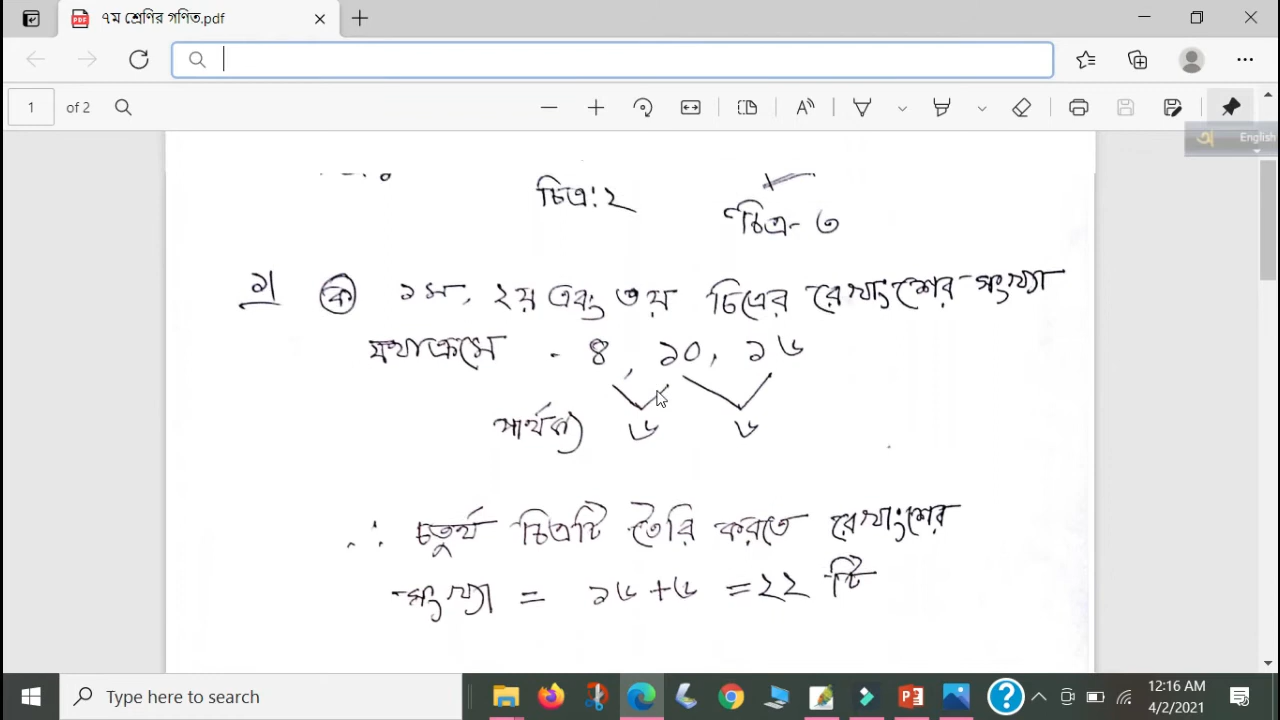 ৭ম শ্রেণির গণিত.pdf
1 of 2
English
চিত্র:২
চিত্র-৩
১। ক ১ম, ২য় এবং ৩য় চিত্রের রেখাংশের সংখ্যা
যথাক্রমে - ৪, ১০, ১৬
পার্থক্য ৬ ৬
∴ চতুর্থ চিত্রটি তৈরি করতে রেখাংশের
সংখ্যা = ১৬+৬ = ২২ টি
Type here to search
12:16 AM
4/2/2021